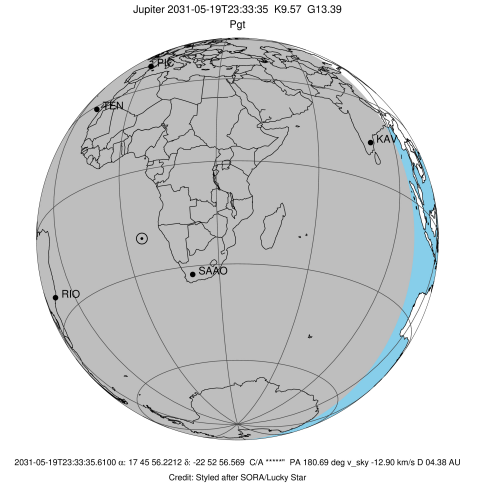 Jupiter 2031-05-19T23:33:35 K9.57 G13.39
Pgt
PIC
TEN
KAV
SAAO
RIO
2031-05-19T23:33:35.6100 α: 17 45 56.2212 δ: -22 52 56.569 C/A *****" PA 180.69 deg v_sky -12.90 km/s D 04.38 AU
Credit: Styled after SORA/Lucky Star